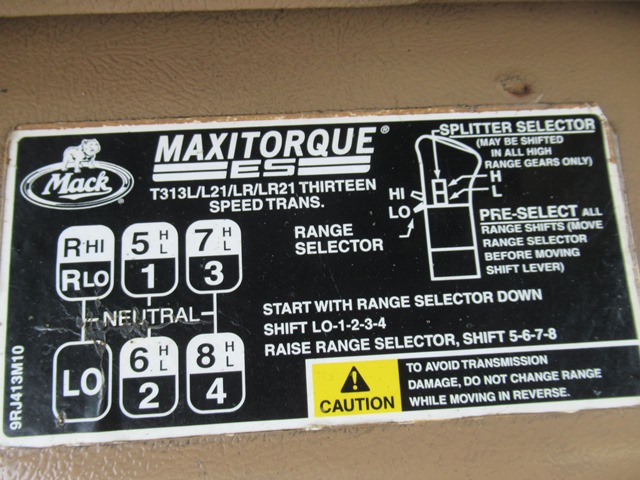 Mack
MAXITORQUE®
ES
T313L/L21/LR/LR21 THIRTEEN
SPEED TRANS.
SPLITTER SELECTOR
(MAY BE SHIFTED
IN ALL HIGH
RANGE GEARS ONLY)
H
L
HI
LO
RANGE
SELECTOR
PRE-SELECT ALL
RANGE SHIFTS (MOVE
RANGE SELECTOR
BEFORE MOVING
SHIFT LEVER)
R HI 5 H L 7 H L
R LO 1 3
NEUTRAL
LO 6 H L 8 H L
2 4
START WITH RANGE SELECTOR DOWN
SHIFT LO-1-2-3-4
RAISE RANGE SELECTOR, SHIFT 5-6-7-8
CAUTION
TO AVOID TRANSMISSION
DAMAGE, DO NOT CHANGE RANGE
WHILE MOVING IN REVERSE.
9RJ413M10